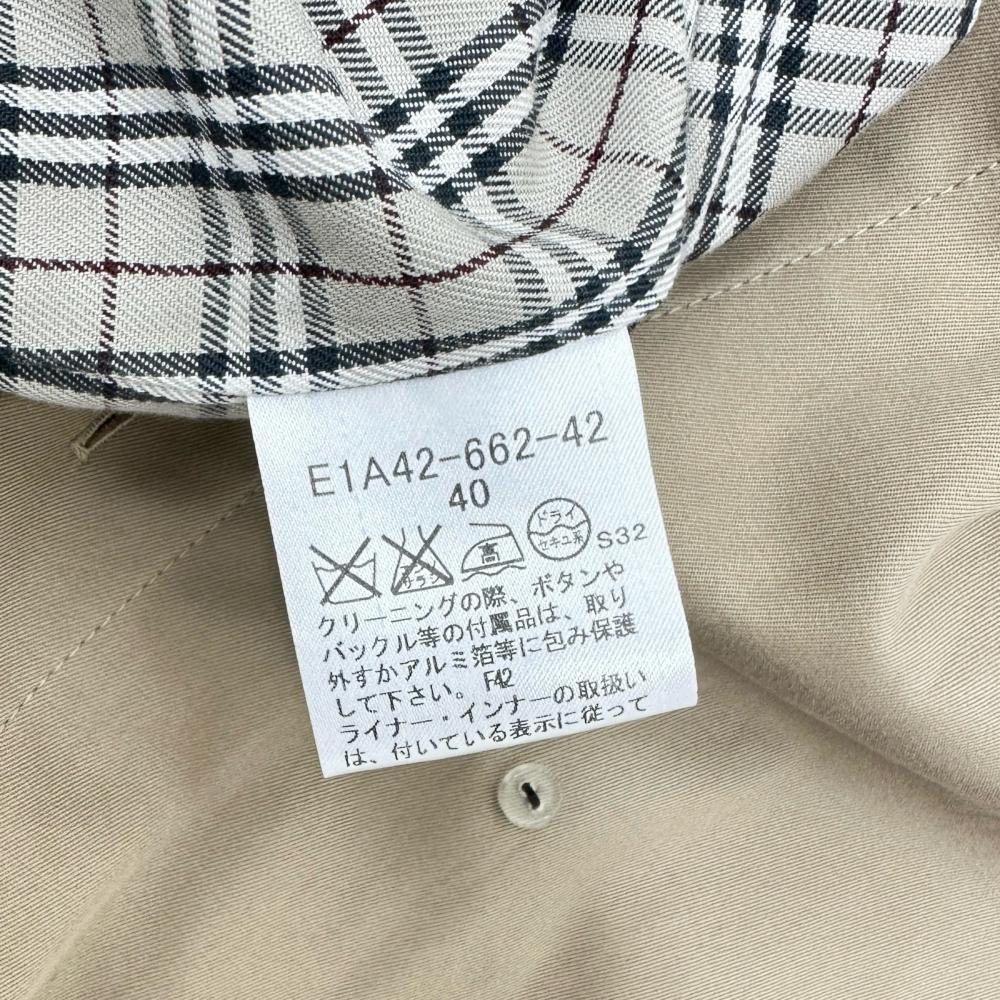 E1A42-662-42
40
サラシ 高 ドライ セキユ系 S32
クリーニングの際、ボタンや
バックル等の付属品は、取り
外すかアルミ箔等に包み保護
して下さい。 F42
ライナー・インナーの取扱い
は、付いている表示に従って